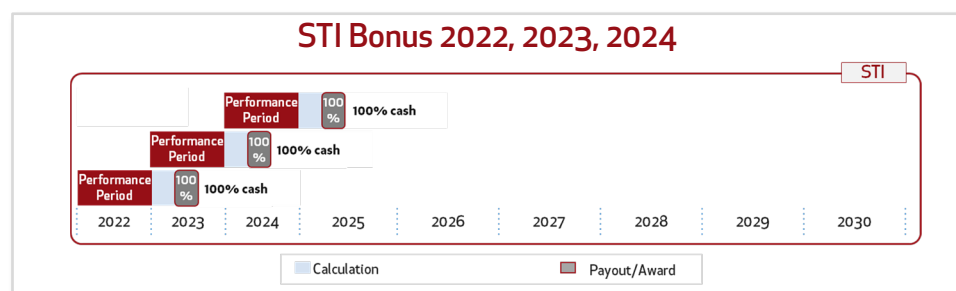 STI Bonus 2022, 2023, 2024
STI
Performance
Period
100
%
100% cash
Performance
Period
100
%
100% cash
Performance
Period
100
%
100% cash
2022 2023 2024 2025 2026 2027 2028 2029 2030
Calculation Payout/Award